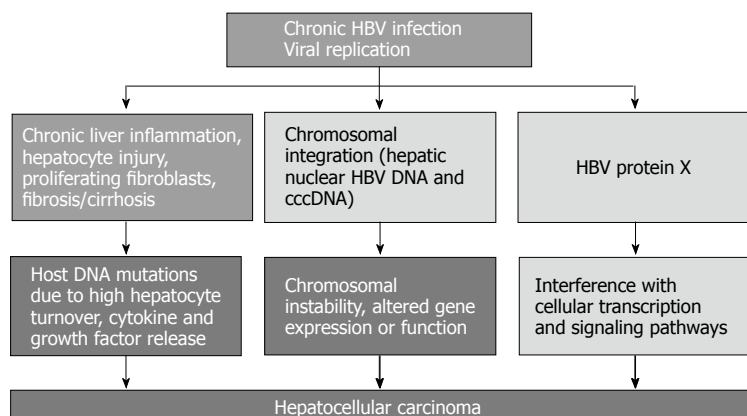 Chronic HBV infection
Viral replication
Chronic liver inflammation,
hepatocyte injury,
proliferating fibroblasts,
fibrosis/cirrhosis
Chromosomal
integration (hepatic
nuclear HBV DNA and
cccDNA)
HBV protein X
Host DNA mutations
due to high hepatocyte
turnover, cytokine and
growth factor release
Chromosomal
instability, altered gene
expression or function
Interference with
cellular transcription
and signaling pathways
Hepatocellular carcinoma